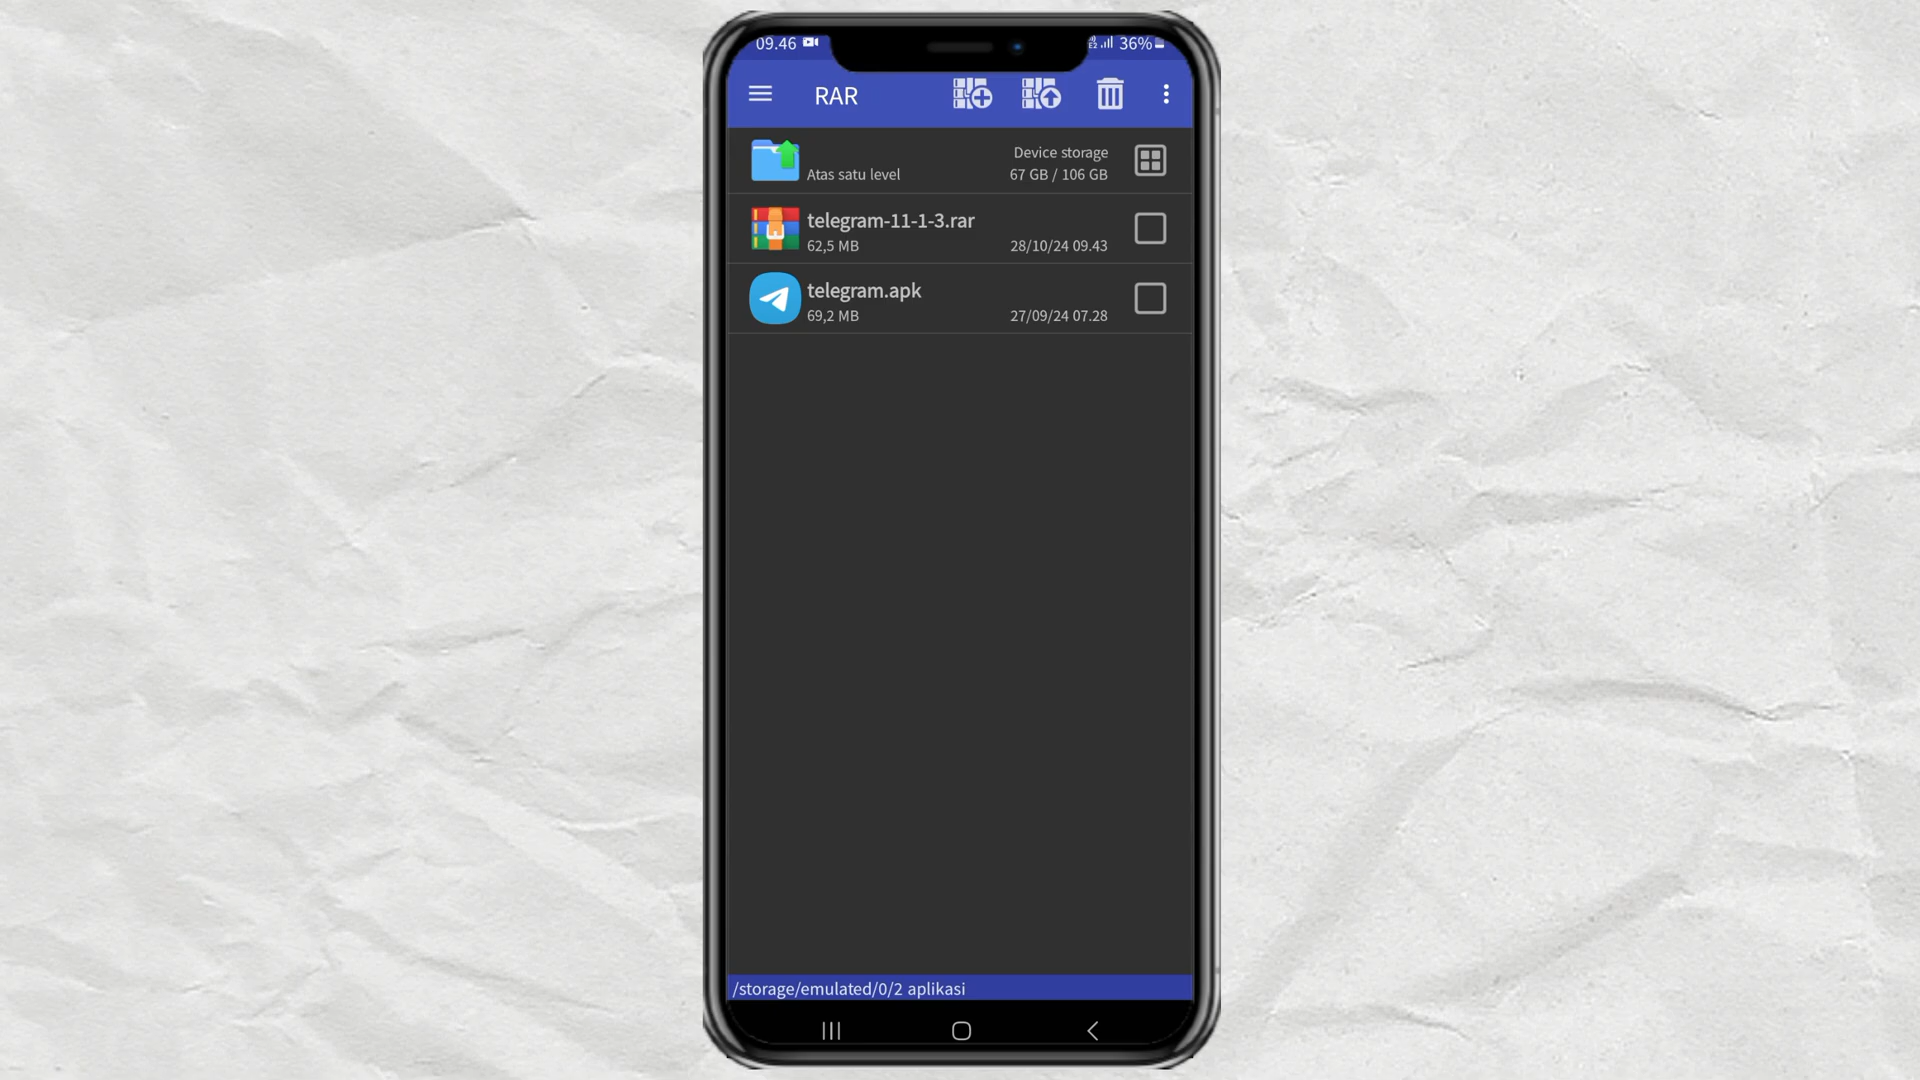 09.46 36%
RAR
Device storage
Atas satu level 67 GB / 106 GB
telegram-11-1-3.rar
62,5 MB 28/10/24 09.43
telegram.apk
69,2 MB 27/09/24 07.28
/storage/emulated/0/2 aplikasi